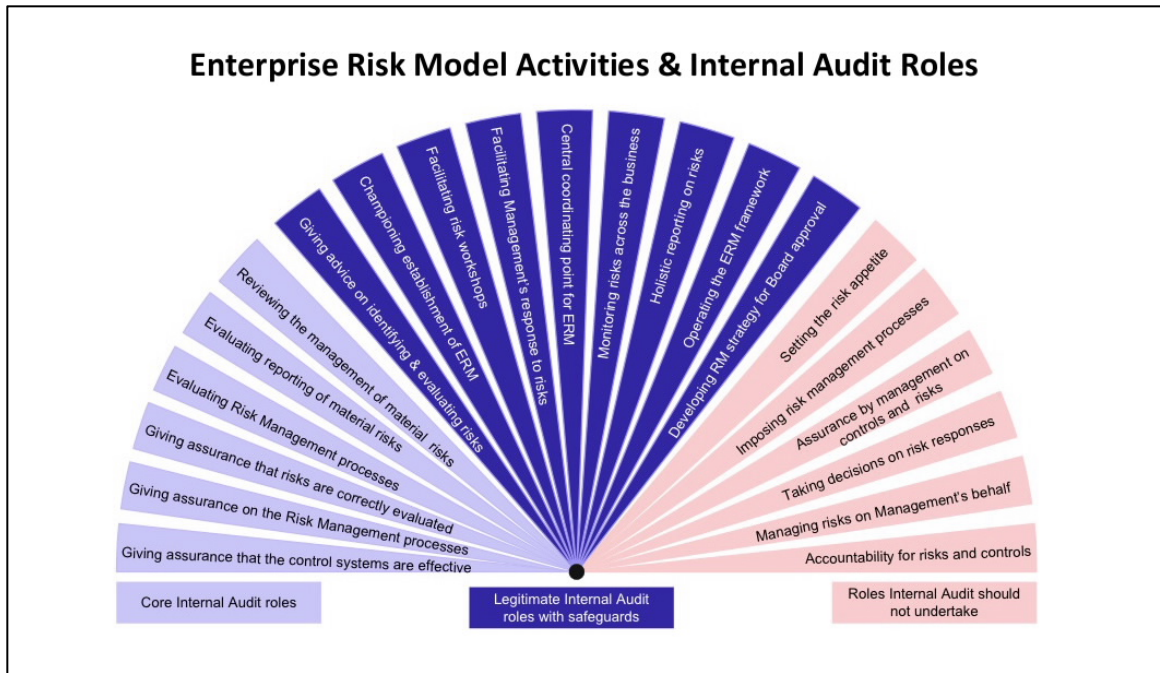 Enterprise Risk Model Activities & Internal Audit Roles
Giving assurance that the control systems are effective
Giving assurance on the Risk Management processes
Giving assurance that risks are correctly evaluated
Evaluating Risk Management processes
Evaluating reporting of material risks
Reviewing the management of material risks
Giving advice on identifying & evaluating risks
Championing establishment of ERM
Facilitating risk workshops
Facilitating Management's response to risks
Central coordinating point for ERM
Monitoring risks across the business
Holistic reporting on risks
Operating the ERM framework
Developing RM strategy for Board approval
Setting the risk appetite
Imposing risk management processes
Assurance by management on
controls and risks
Taking decisions on risk responses
Managing risks on Management's behalf
Accountability for risks and controls
Core Internal Audit roles
Legitimate Internal Audit
roles with safeguards
Roles Internal Audit should
not undertake